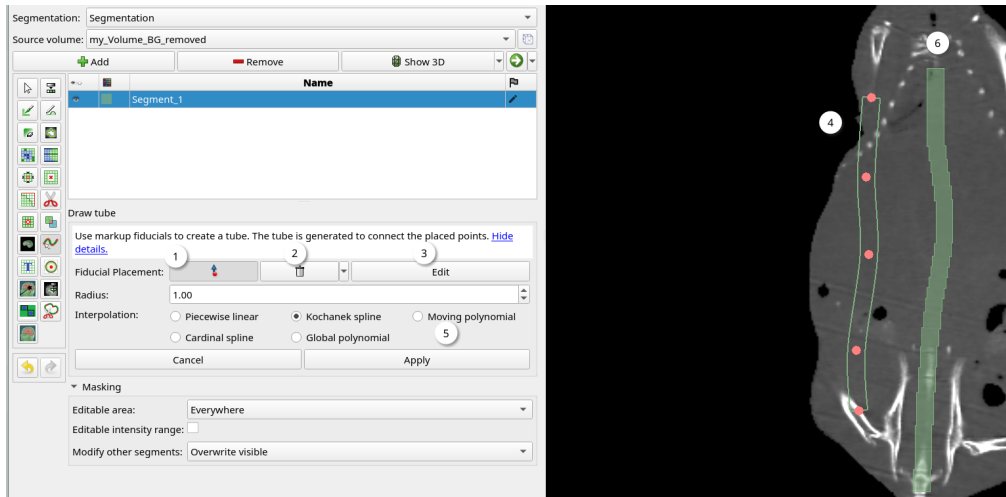 Segmentation: Segmentation
Source volume: my_Volume_BG_removed
Add Remove Show 3D
Name
Segment_1
Draw tube
Use markup fiducials to create a tube. The tube is generated to connect the placed points. Hide
details.
1 2 3
Fiducial Placement: Edit
Radius: 1.00
Interpolation: Piecewise linear Kochanek spline Moving polynomial
5
Cardinal spline Global polynomial
Cancel Apply
Masking
Editable area: Everywhere
Editable intensity range:
Modify other segments: Overwrite visible
6
4